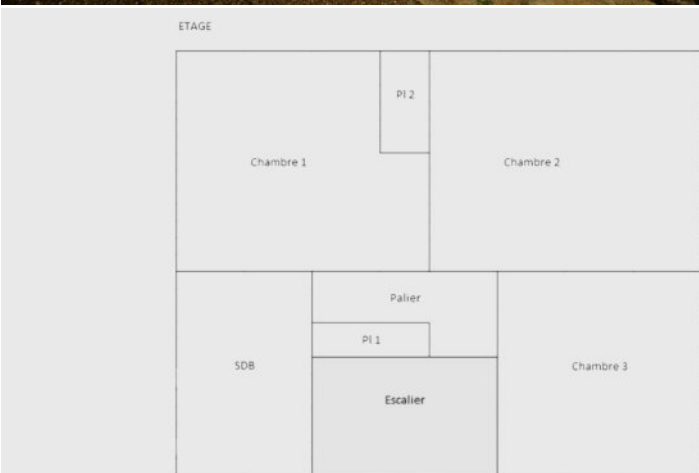 ETAGE
Pl 2
Chambre 1
Chambre 2
Palier
Pl 1
SDB
Chambre 3
Escalier